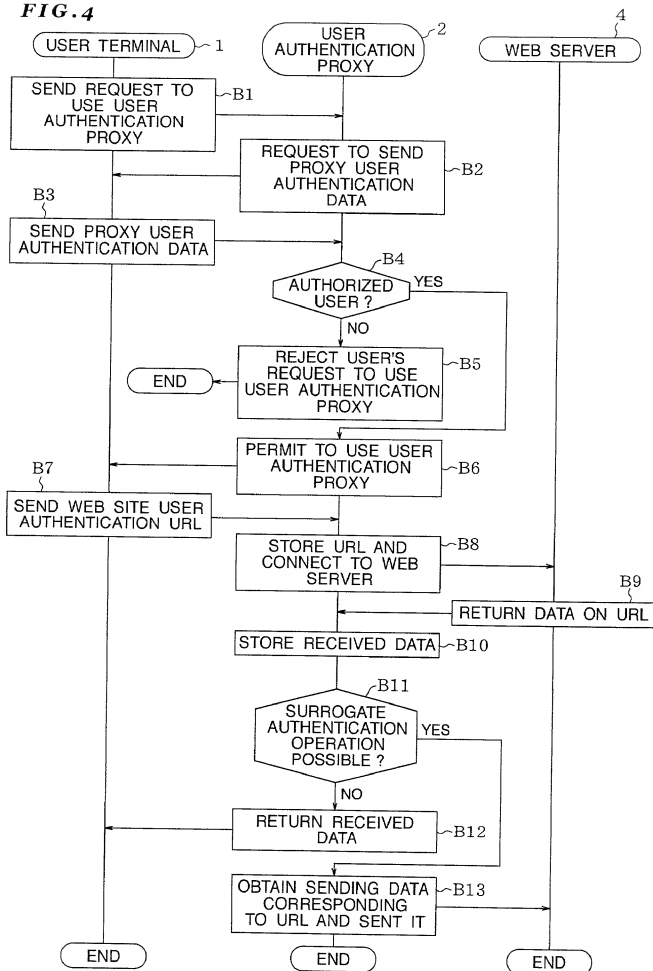 FIG.4
USER TERMINAL
1
USER
AUTHENTICATION
PROXY
2
WEB SERVER
4
SEND REQUEST TO
USE USER
AUTHENTICATION
PROXY
B1
REQUEST TO SEND
PROXY USER
AUTHENTICATION
DATA
B2
B3
SEND PROXY USER
AUTHENTICATION DATA
B4
AUTHORIZED
USER ?
YES
NO
REJECT USER'S
REQUEST TO USE
USER AUTHENTICATION
PROXY
B5
END
PERMIT TO USE USER
AUTHENTICATION
PROXY
B6
B7
SEND WEB SITE USER
AUTHENTICATION URL
STORE URL AND
CONNECT TO WEB
SERVER
B8
B9
RETURN DATA ON URL
STORE RECEIVED DATA
B10
B11
SURROGATE
AUTHENTICATION
OPERATION
POSSIBLE ?
YES
NO
RETURN RECEIVED
DATA
B12
OBTAIN SENDING DATA
CORRESPONDING
TO URL AND SENT IT
B13
END
END
END